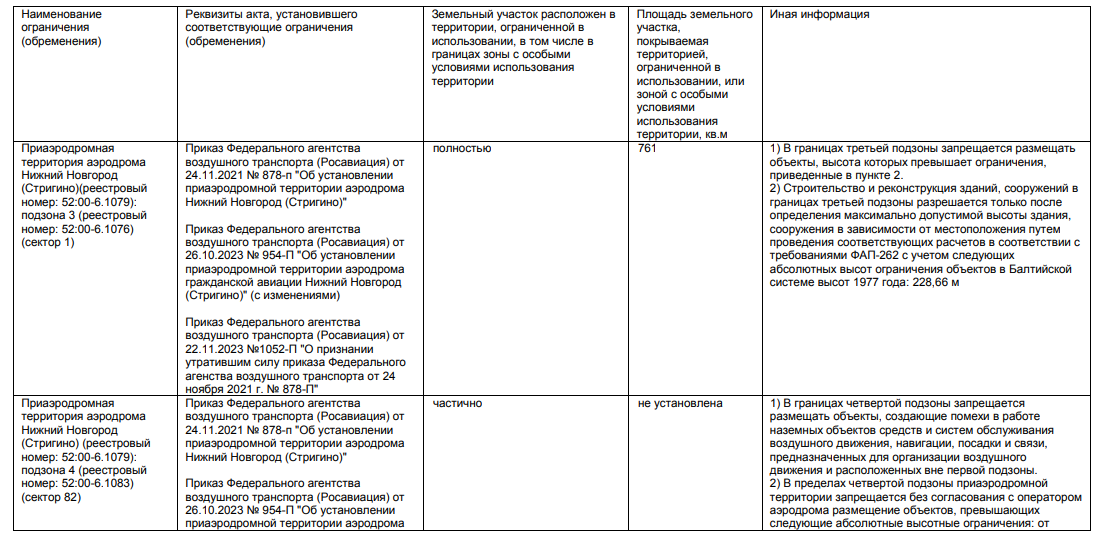 Наименование
ограничения
(обременения)
Реквизиты акта, установившего
соответствующие ограничения
(обременения)
Земельный участок расположен в
территории, ограниченной в
использовании, в том числе в
границах зоны с особыми
условиями использования
территории
Площадь земельного
участка,
покрываемая
территорией,
ограниченной в
использовании, или
зоной с особыми
условиями
использования
территории, кв.м
Иная информация
Приаэродромная
территория аэродрома
Нижний Новгород
(Стригино)(реестровый
номер: 52:00-6.1079):
подзона 3 (реестровый
номер: 52:00-6.1076)
(сектор 1)
Приказ Федерального агентства
воздушного транспорта (Росавиация) от
24.11.2021 № 878-п "Об установлении
приаэродромной территории аэродрома
Нижний Новгород (Стригино)"
Приказ Федерального агентства
воздушного транспорта (Росавиация) от
26.10.2023 № 954-П "Об установлении
приаэродромной территории аэродрома
гражданской авиации Нижний Новгород
(Стригино)" (с изменениями)
Приказ Федерального агентства
воздушного транспорта (Росавиация) от
22.11.2023 №1052-П "О признании
утратившим силу приказа Федерального
агенства воздушного транспорта от 24
ноября 2021 г. № 878-П"
полностью
761
1) В границах третьей подзоны запрещается размещать
объекты, высота которых превышает ограничения,
приведенные в пункте 2.
2) Строительство и реконструкция зданий, сооружений в
границах третьей подзоны разрешается только после
определения максимально допустимой высоты здания,
сооружения в зависимости от местоположения путем
проведения соответствующих расчетов в соответствии с
требованиями ФАП-262 с учетом следующих
абсолютных высот ограничения объектов в Балтийской
системе высот 1977 года: 228,66 м
Приаэродромная
территория аэродрома
Нижний Новгород
(Стригино) (реестровый
номер: 52:00-6.1079):
подзона 4 (реестровый
номер: 52:00-6.1083)
(сектор 82)
Приказ Федерального агентства
воздушного транспорта (Росавиация) от
24.11.2021 № 878-п "Об установлении
приаэродромной территории аэродрома
Нижний Новгород (Стригино)"
Приказ Федерального агентства
воздушного транспорта (Росавиация) от
26.10.2023 № 954-П "Об установлении
приаэродромной территории аэродрома
частично
не установлена
1) В границах четвертой подзоны запрещается
размещать объекты, создающие помехи в работе
наземных объектов средств и систем обслуживания
воздушного движения, навигации, посадки и связи,
предназначенных для организации воздушного
движения и расположенных вне первой подзоны.
2) В пределах четвертой подзоны приаэродромной
территории запрещается без согласования с оператором
аэродрома размещение объектов, превышающих
следующие абсолютные высотные ограничения: от